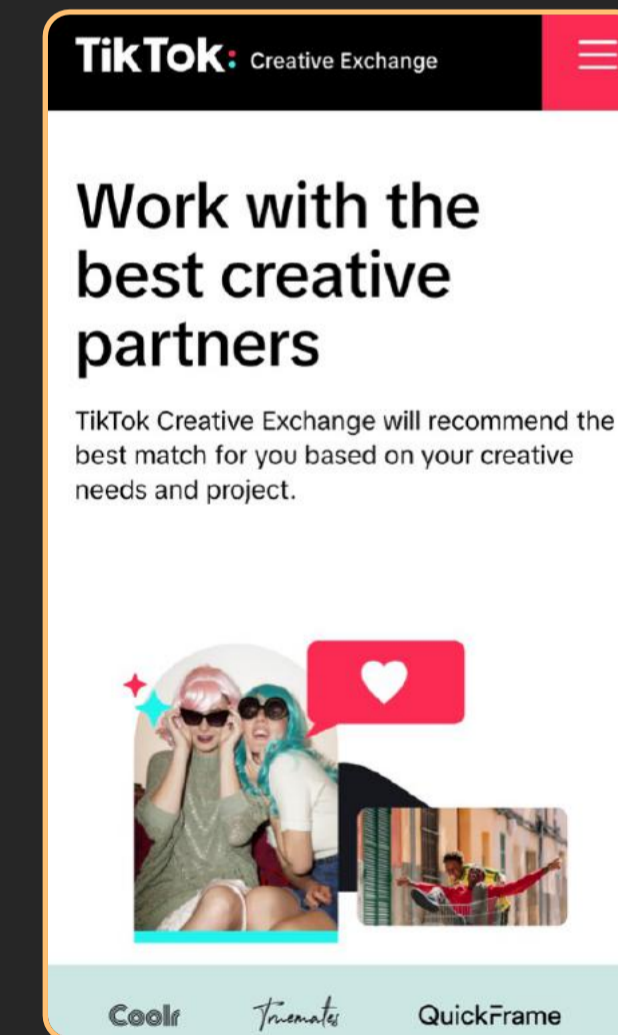 TikTok: Creative Exchange
Work with the
best creative
partners
TikTok Creative Exchange will recommend the
best match for you based on your creative
needs and project.
Coolr Truemates QuickFrame